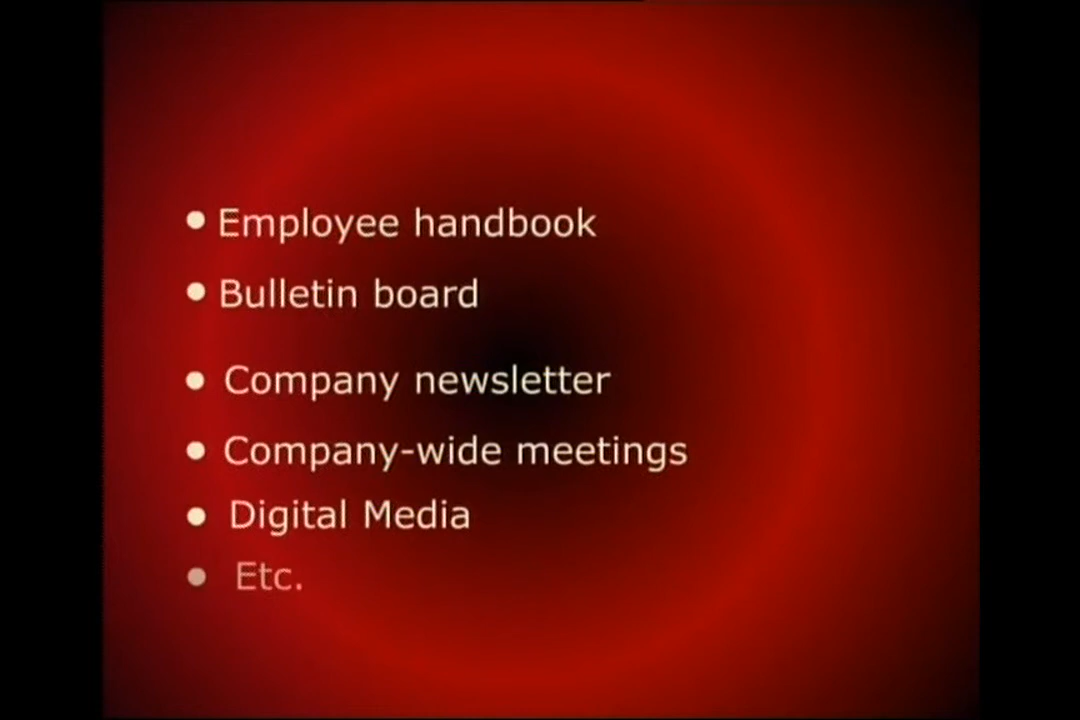 • Employee handbook
• Bulletin board
• Company newsletter
• Company-wide meetings
• Digital Media
• Etc.